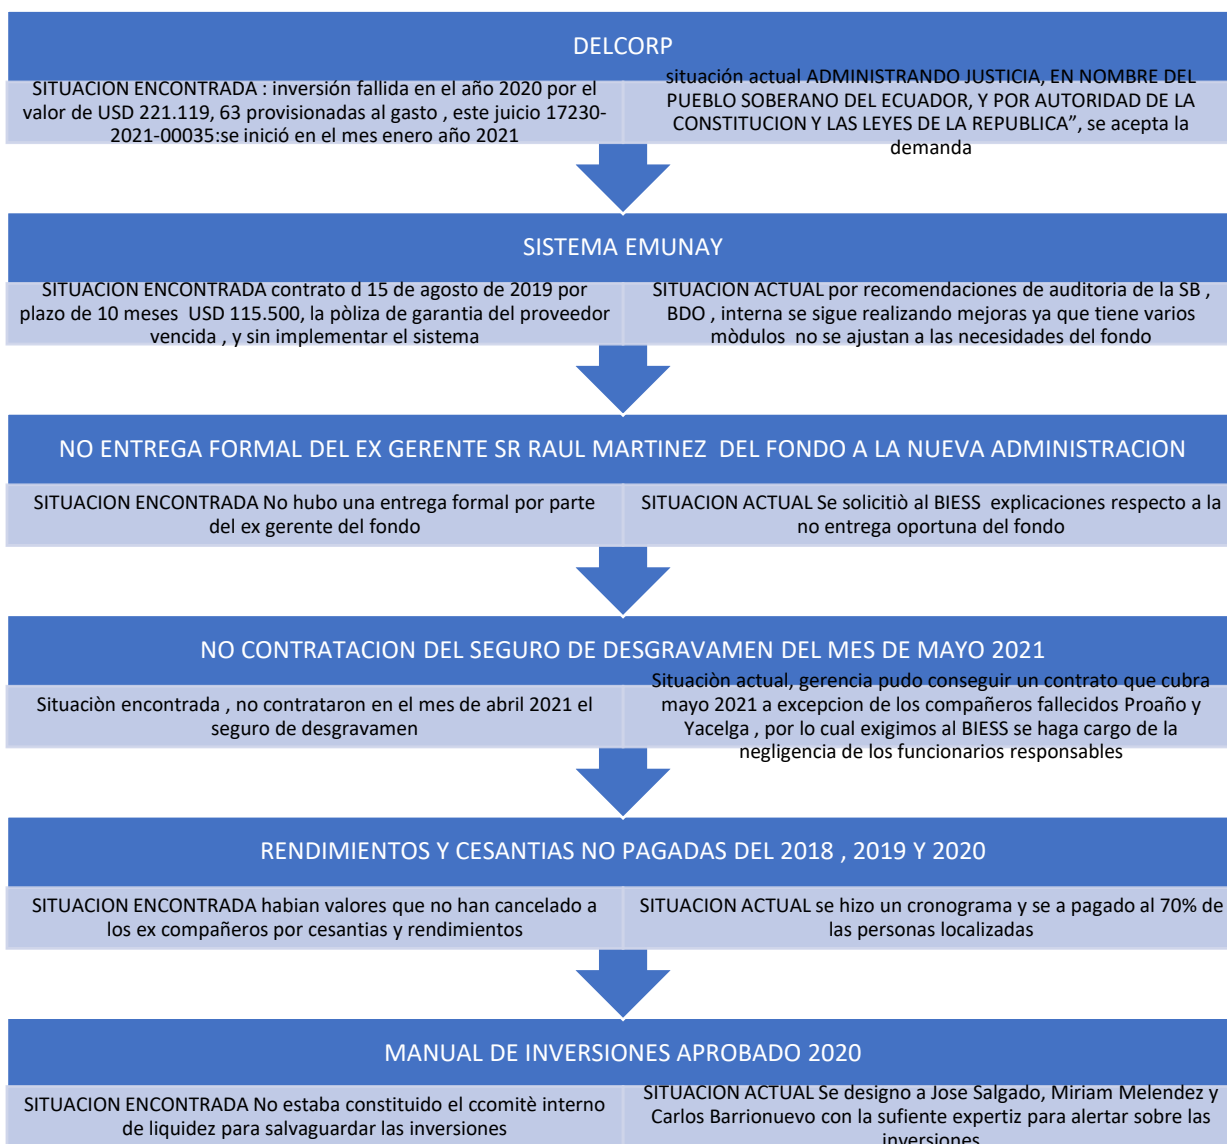 DELCORP
SITUACION ENCONTRADA : inversión fallida en el año 2020 por el
valor de USD 221.119, 63 provisionadas al gasto , este juicio 17230-
2021-00035:se inició en el mes enero año 2021
situación actual ADMINISTRANDO JUSTICIA, EN NOMBRE DEL
PUEBLO SOBERANO DEL ECUADOR, Y POR AUTORIDAD DE LA
CONSTITUCION Y LAS LEYES DE LA REPUBLICA”, se acepta la
demanda
SISTEMA EMUNAY
SITUACION ENCONTRADA contrato d 15 de agosto de 2019 por
plazo de 10 meses USD 115.500, la pòliza de garantia del proveedor
vencida , y sin implementar el sistema
SITUACION ACTUAL por recomendaciones de auditoria de la SB ,
BDO , interna se sigue realizando mejoras ya que tiene varios
mòdulos no se ajustan a las necesidades del fondo
NO ENTREGA FORMAL DEL EX GERENTE SR RAUL MARTINEZ DEL FONDO A LA NUEVA ADMINISTRACION
SITUACION ENCONTRADA No hubo una entrega formal por parte
del ex gerente del fondo
SITUACION ACTUAL Se solicitiò al BIESS explicaciones respecto a la
no entrega oportuna del fondo
NO CONTRATACION DEL SEGURO DE DESGRAVAMEN DEL MES DE MAYO 2021
Situaciòn encontrada , no contrataron en el mes de abril 2021 el
seguro de desgravamen
Situaciòn actual, gerencia pudo conseguir un contrato que cubra
mayo 2021 a excepcion de los compañeros fallecidos Proaño y
Yacelga , por lo cual exigimos al BIESS se haga cargo de la
negligencia de los funcionarios responsables
RENDIMIENTOS Y CESANTIAS NO PAGADAS DEL 2018 , 2019 Y 2020
SITUACION ENCONTRADA habian valores que no han cancelado a
los ex compañeros por cesantias y rendimientos
SITUACION ACTUAL se hizo un cronograma y se a pagado al 70% de
las personas localizadas
MANUAL DE INVERSIONES APROBADO 2020
SITUACION ENCONTRADA No estaba constituido el ccomitè interno
de liquidez para salvaguardar las inversiones
SITUACION ACTUAL Se designo a Jose Salgado, Miriam Melendez y
Carlos Barrionuevo con la sufiente expertiz para alertar sobre las
inversiones